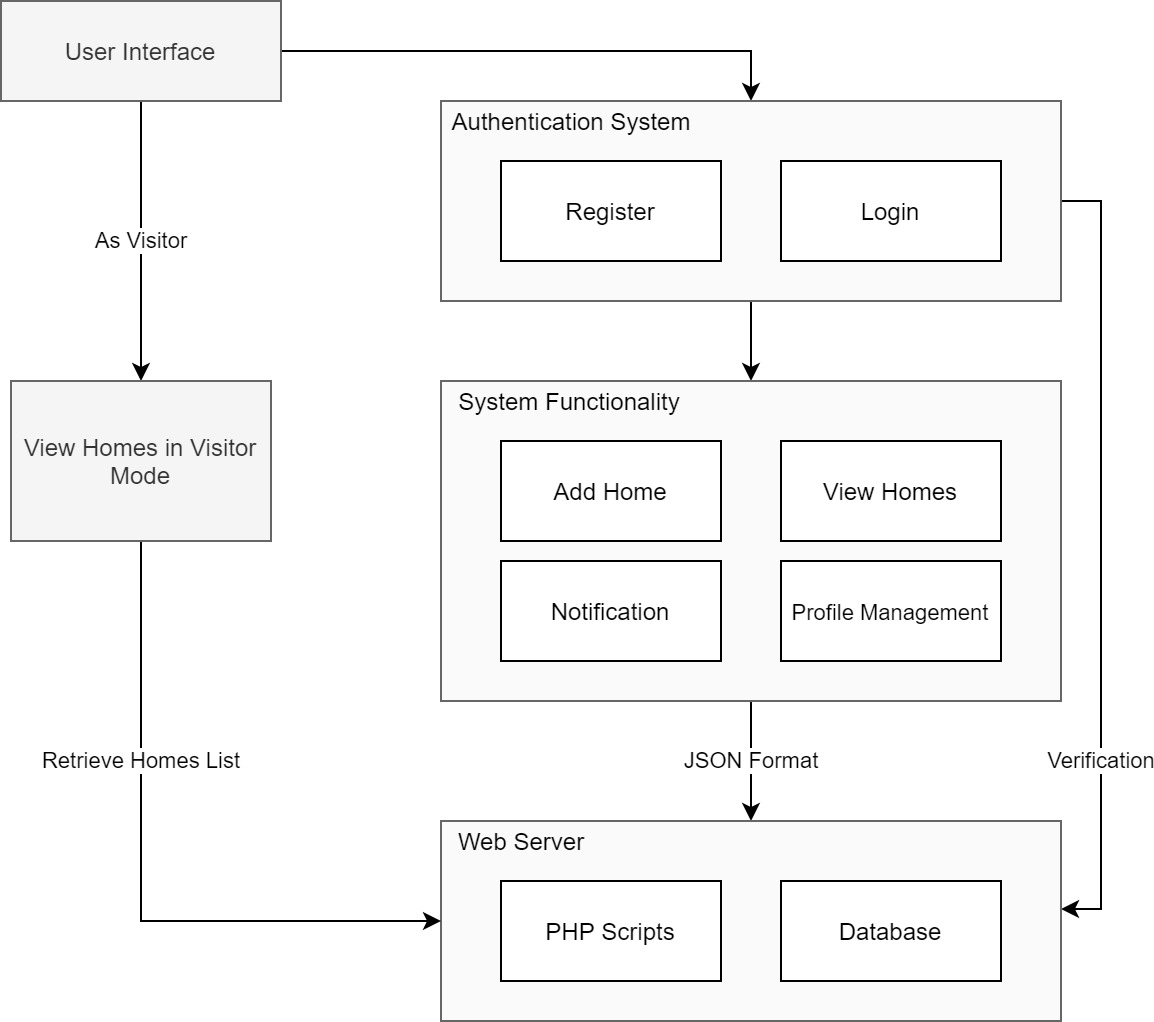 User Interface
Authentication System
Register
Login
As Visitor
System Functionality
View Homes in Visitor
Mode
Add Home
View Homes
Notification
Profile Management
Retrieve Homes List
JSON Format
Verification
Web Server
PHP Scripts
Database